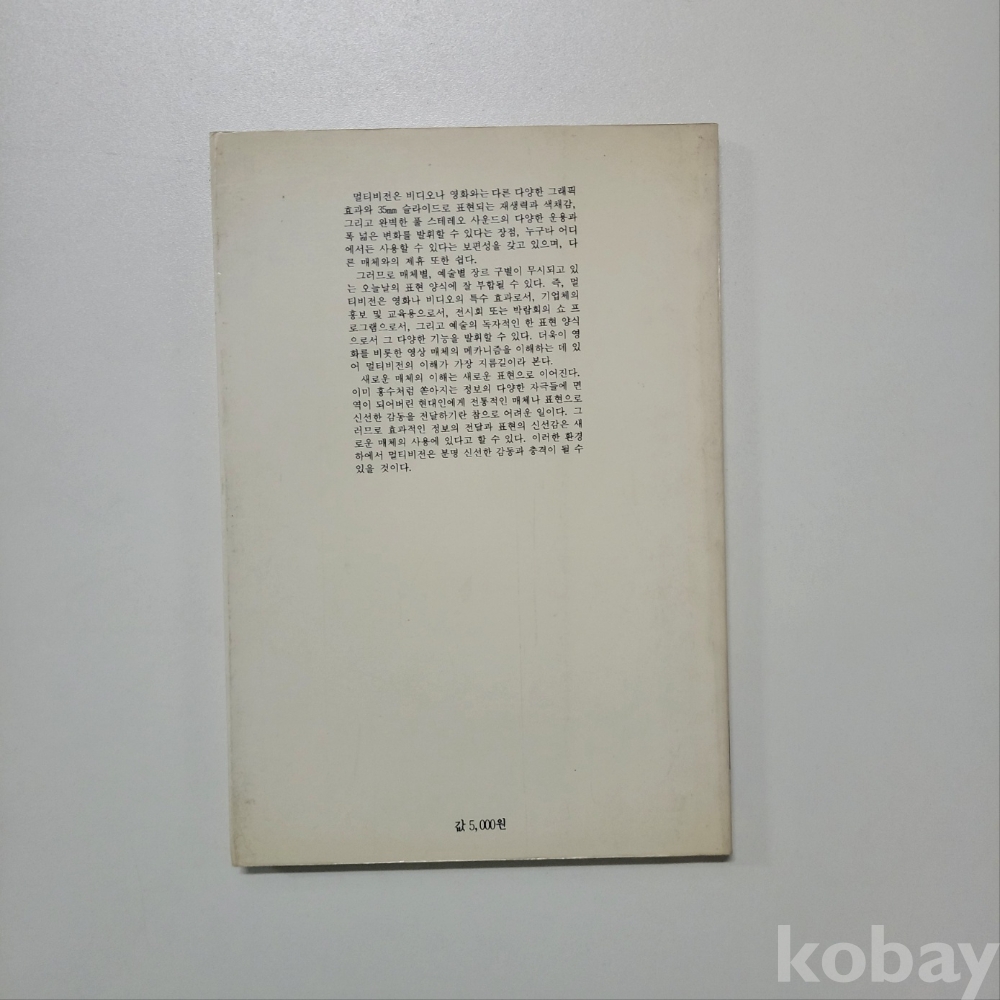 멀티비전은 비디오나 영화와는 다른 다양한 그래픽
효과와 35mm 슬라이드로 표현되는 재생력과 색채감,
그리고 완벽한 풀 스테레오 사운드의 다양한 운용과
폭 넓은 변화를 발휘할 수 있다는 장점, 누구나 어디
에서든 사용할 수 있다는 보편성을 갖고 있으며, 다
른 매체와의 제휴 또한 쉽다.
그러므로 매체별, 예술별 장르 구별이 무시되고 있
는 오늘날의 표현 양식에 잘 부합될 수 있다. 즉, 멀
티비전은 영화나 비디오의 특수 효과로서, 기업체의
홍보 및 교육용으로서, 전시회 또는 박람회의 쇼 프
로그램으로서, 그리고 예술의 독자적인 한 표현 양식
으로서 그 다양한 기능을 발휘할 수 있다. 더욱이 영
화를 비롯한 영상 매체의 메카니즘을 이해하는 데 있
어 멀티비전의 이해가 가장 지름길이라 본다.
새로운 매체의 이해는 새로운 표현으로 이어진다.
이미 홍수처럼 쏟아지는 정보의 다양한 자극들에 면
역이 되어버린 현대인에게 전통적인 매체나 표현으로
신선한 감동을 전달하기란 참으로 어려운 일이다. 그
러므로 효과적인 정보의 전달과 표현의 신선감은 새
로운 매체의 사용에 있다고 할 수 있다. 이러한 환경
하에서 멀티비전은 분명 신선한 감동과 충격이 될 수
있을 것이다.
값 5,000원
kobay